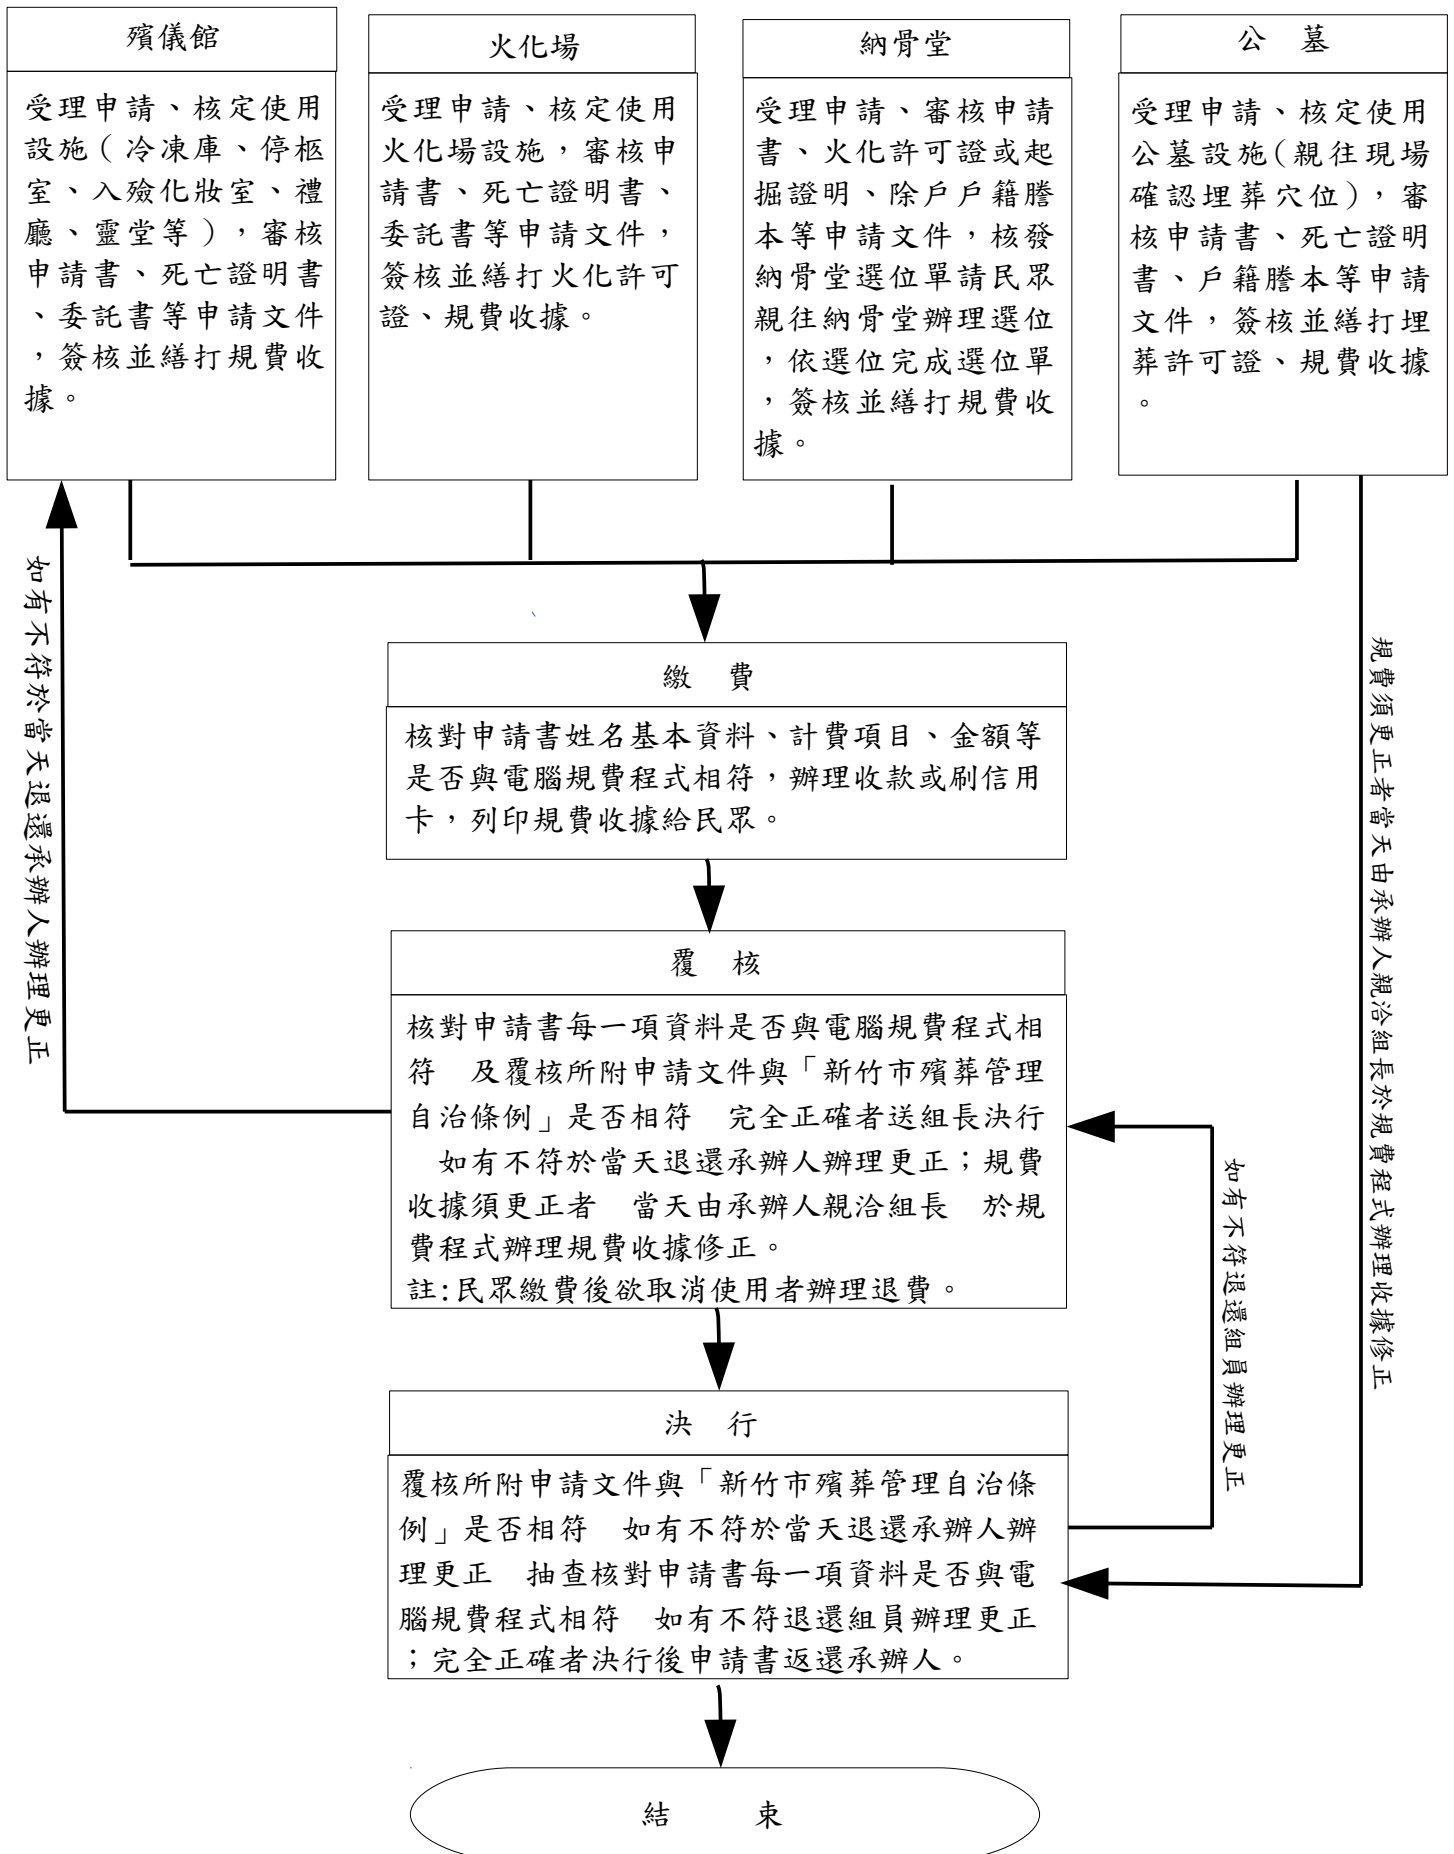 殯儀館
受理申請、核定使用
設施(冷凍庫、停柩
室、入殮化妝室、禮
廳、靈堂等),審核
申請書、死亡證明書
、委託書等申請文件
,簽核並繕打規費收
據。
火化場
受理申請、核定使用
火化場設施,審核申
請書、死亡證明書、
委託書等申請文件,
簽核並繕打火化許可
證、規費收據。
納骨堂
受理申請、審核申請
書、火化許可證或起
掘證明、除戶戶籍謄
本等申請文件,核發
納骨堂選位單請民眾
親往納骨堂辦理選位
,依選位完成選位單
,簽核並繕打規費收
據。
公 墓
受理申請、核定使用
公墓設施(親往現場
確認埋葬穴位),審
核申請書、死亡證明
書、戶籍謄本等申請
文件,簽核並繕打埋
葬許可證、規費收據
。
如有不符於當天退還承辦人辦理更正
規費須更正者當天由承辦人親洽組長於規費程式辦理收據修正
繳 費
核對申請書姓名基本資料、計費項目、金額等
是否與電腦規費程式相符,辦理收款或刷信用
卡,列印規費收據給民眾。
覆 核
核對申請書每一項資料是否與電腦規費程式相
符 及覆核所附申請文件與「新竹市殯葬管理
自治條例」是否相符 完全正確者送組長決行
如有不符於當天退還承辦人辦理更正;規費
收據須更正者 當天由承辦人親洽組長 於規
費程式辦理規費收據修正。
註:民眾繳費後欲取消使用者辦理退費。
如有不符退還組員辦理更正
決 行
覆核所附申請文件與「新竹市殯葬管理自治條
例」是否相符 如有不符於當天退還承辦人辦
理更正 抽查核對申請書每一項資料是否與電
腦規費程式相符 如有不符退還組員辦理更正
;完全正確者決行後申請書返還承辦人。
結 束